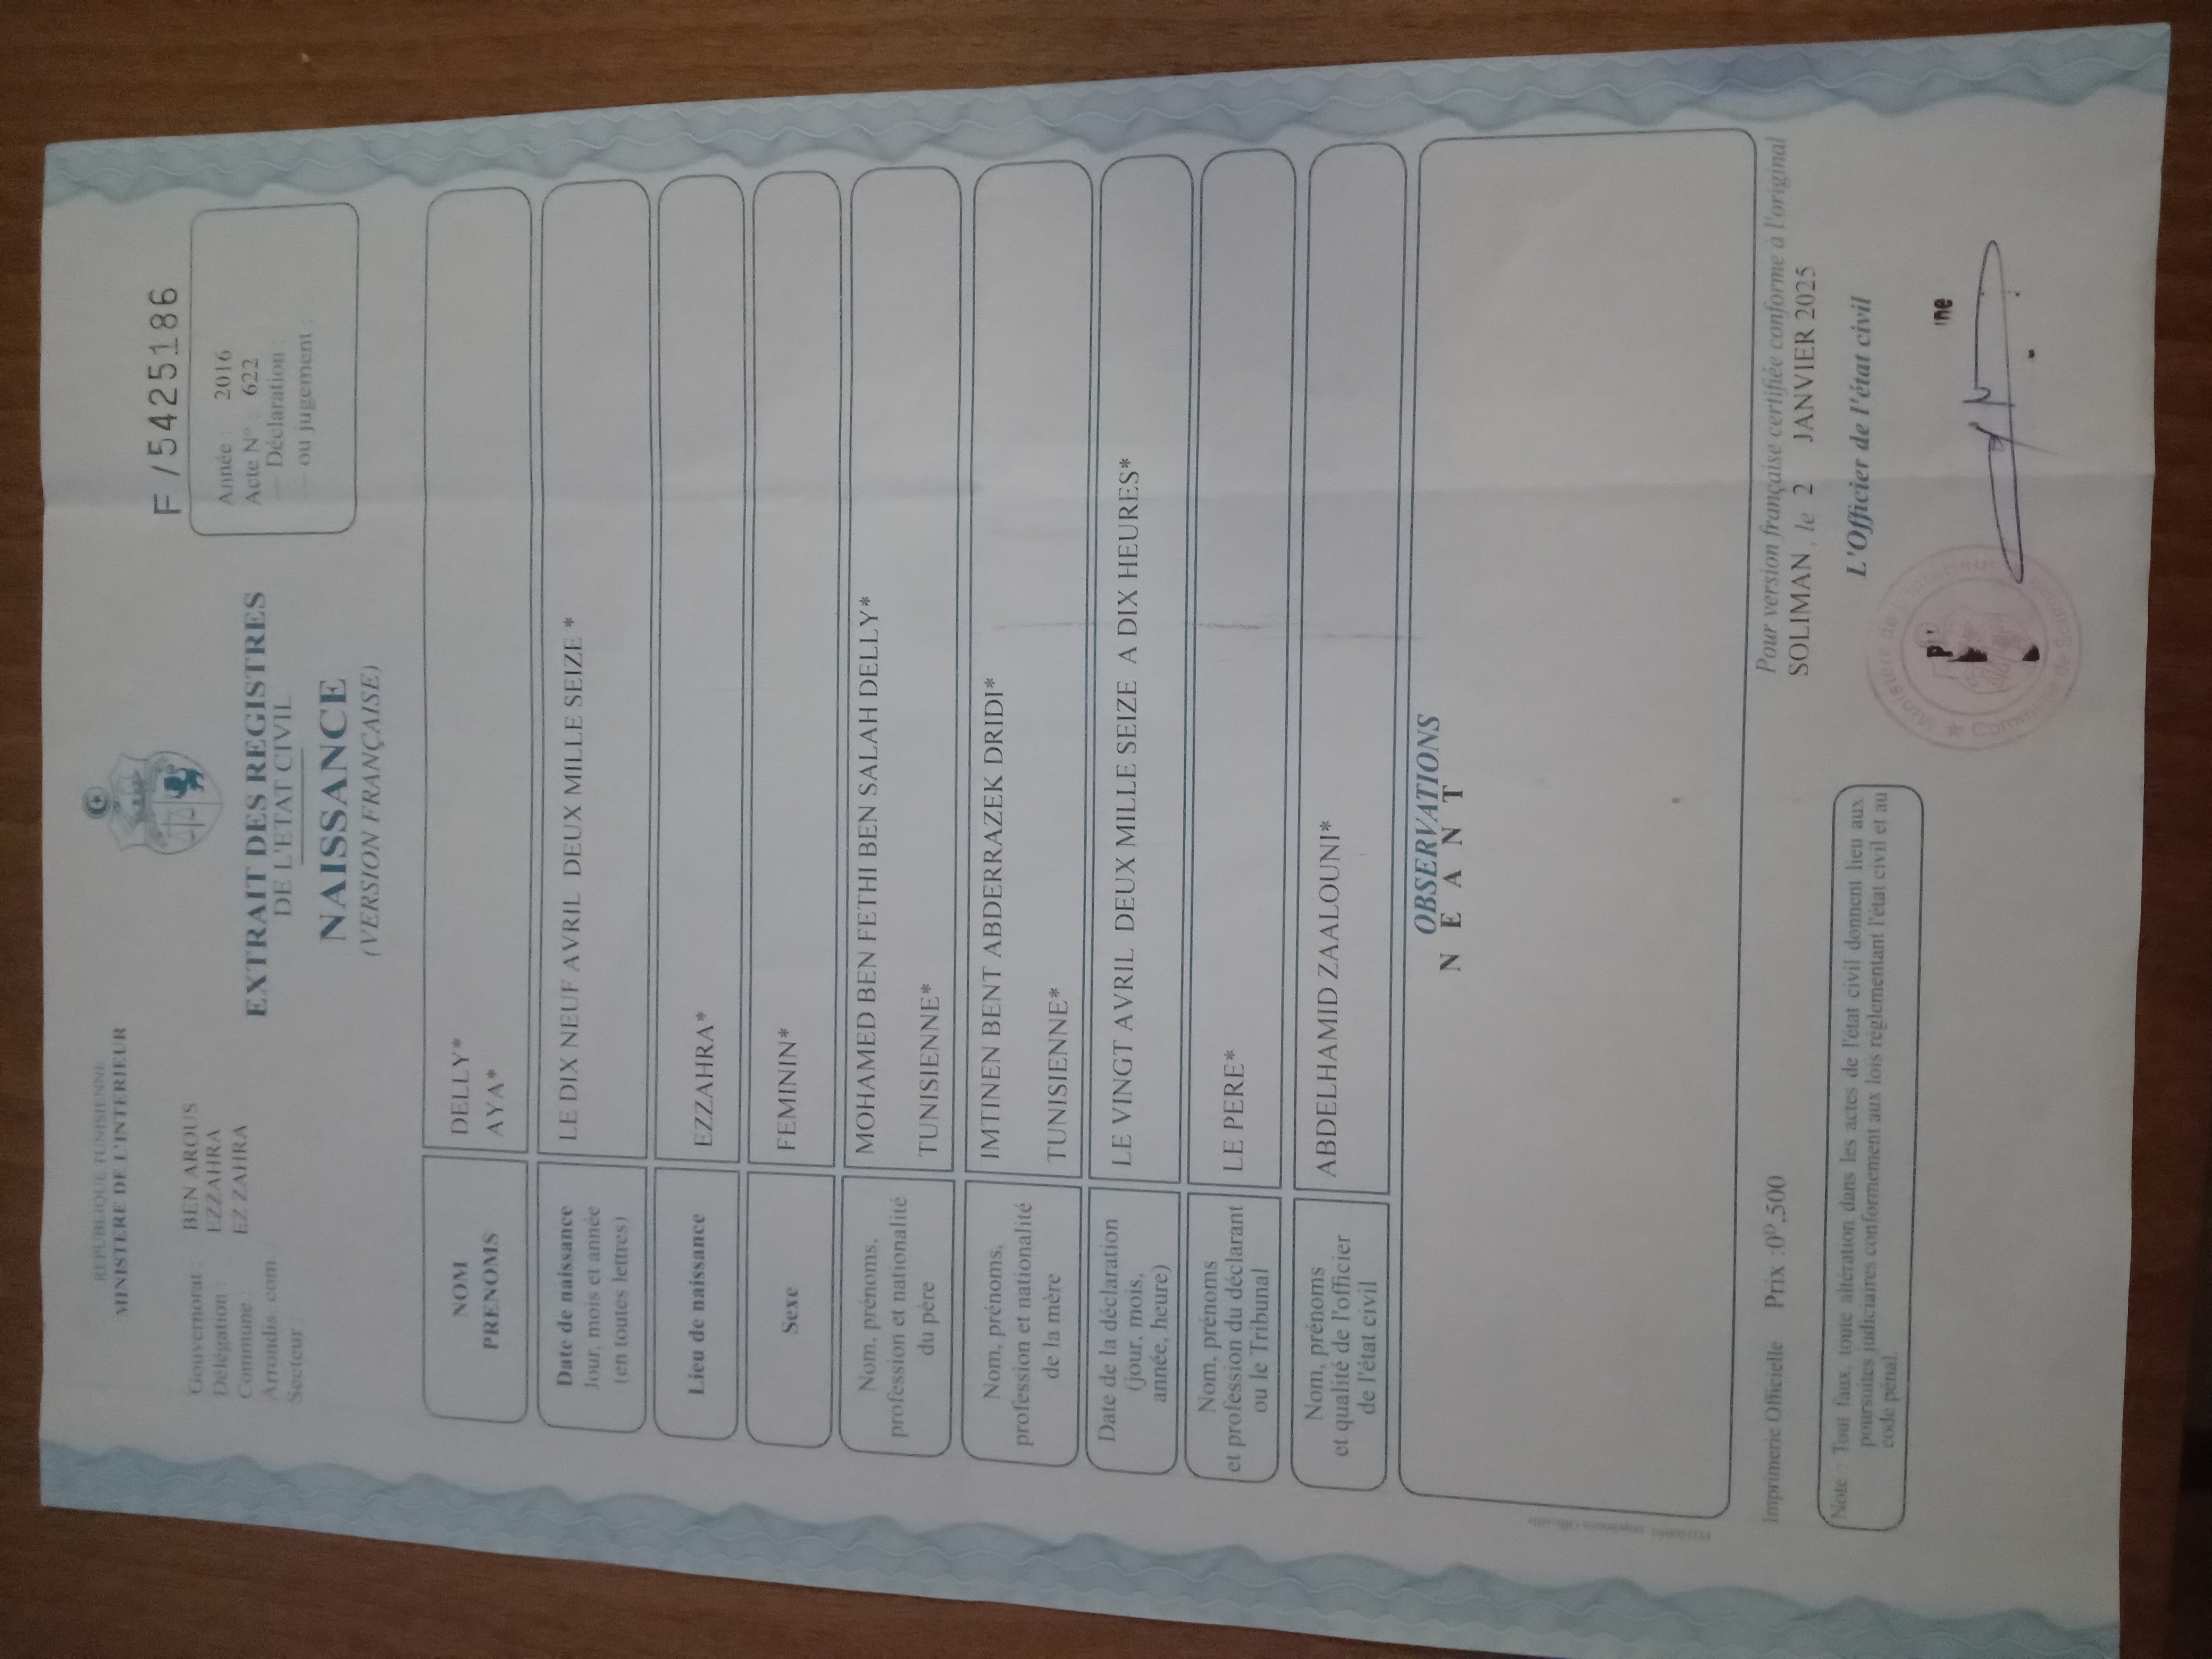 REPUBLIQUE TUNISIENNE
MINISTERE DE L'INTERIEUR
Gouvernorat : BEN AROUS
Délégation : EZZAHRA
Commune : EZ ZAHRA
Arrondis. com.
Secteur :
F /5425186
Année : 2016
Acte N° : 622
Déclaration :
ou jugement :
EXTRAIT DES REGISTRES
DE L'ETAT CIVIL
NAISSANCE
(VERSION FRANÇAISE)
NOM
PRENOMS
DELLY*
AYA*
Date de naissance
Jour, mois et année
(en toutes lettres)
LE DIX NEUF AVRIL DEUX MILLE SEIZE *
Lieu de naissance
EZZAHRA*
Sexe
FEMININ*
Nom, prénoms,
profession et nationalité
du père
MOHAMED BEN FETHI BEN SALAH DELLY*
TUNISIENNE*
Nom, prénoms,
profession et nationalité
de la mère
IMTINEN BENT ABDERRAZEK DRIDI*
TUNISIENNE*
Date de la déclaration
(jour, mois,
année, heure)
LE VINGT AVRIL DEUX MILLE SEIZE A DIX HEURES*
Nom, prénoms
et profession du déclarant
ou le Tribunal
LE PERE*
Nom, prénoms
et qualité de l'officier
de l'état civil
ABDELHAMID ZAALOUNI*
OBSERVATIONS
N E A N T
Imprimerie Officielle Prix :0ᴰ,500
Pour version française certifiée conforme à l'original
SOLIMAN , le 2 JANVIER 2025
L'Officier de l'état civil
Note : Tout faux, toute altération dans les actes de l'état civil donnent lieu aux
poursuites judiciaires conformement aux lois réglementant l'état civil et au
code pénal